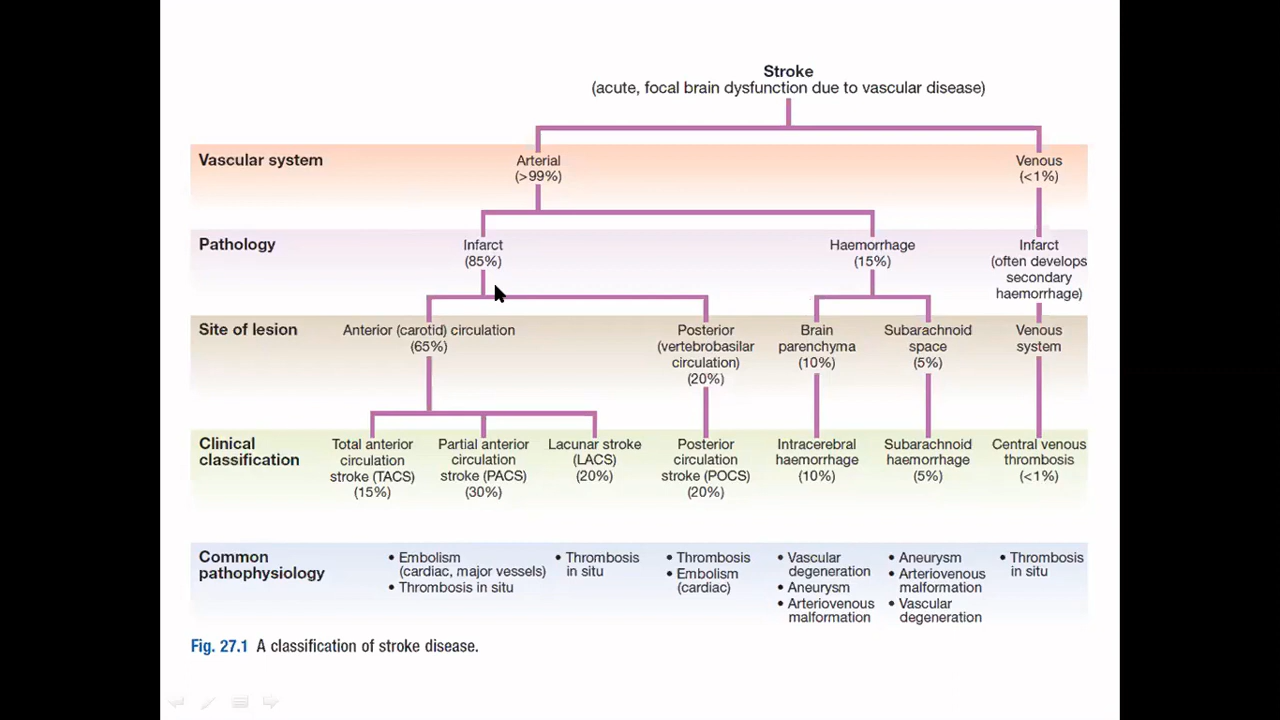 Stroke
(acute, focal brain dysfunction due to vascular disease)
Vascular system
Arterial
(>99%)
Venous
(<1%)
Pathology
Infarct
(85%)
Haemorrhage
(15%)
Infarct
(often develops
secondary
haemorrhage)
Site of lesion
Anterior (carotid) circulation
(65%)
Posterior
(vertebrobasilar
circulation)
(20%)
Brain
parenchyma
(10%)
Subarachnoid
space
(5%)
Venous
system
Clinical
classification
Total anterior
circulation
stroke (TACS)
(15%)
Partial anterior
circulation
stroke (PACS)
(30%)
Lacunar stroke
(LACS)
(20%)
Posterior
circulation
stroke (POCS)
(20%)
Intracerebral
haemorrhage
(10%)
Subarachnoid
haemorrhage
(5%)
Central venous
thrombosis
(<1%)
Common
pathophysiology
• Embolism
(cardiac, major vessels)
• Thrombosis in situ
• Thrombosis
in situ
• Thrombosis
• Embolism
(cardiac)
• Vascular
degeneration
• Aneurysm
• Arteriovenous
malformation
• Aneurysm
• Arteriovenous
malformation
• Vascular
degeneration
• Thrombosis
in situ
Fig. 27.1 A classification of stroke disease.